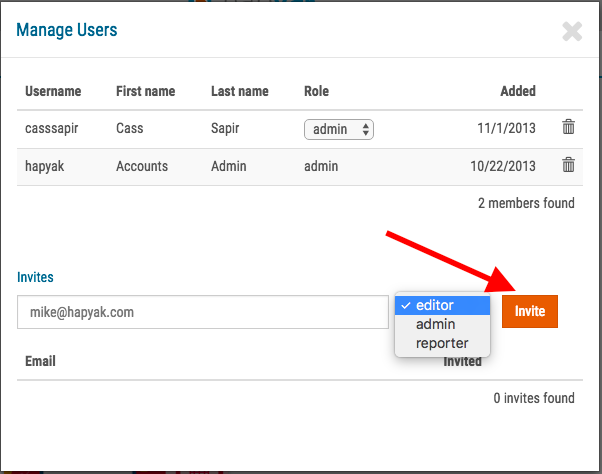 Manage Users
Username First name Last name Role Added
casssapir Cass Sapir admin 11/1/2013
hapyak Accounts Admin admin 10/22/2013
2 members found
Invites
mike@hapyak.com editor Invite
admin
reporter
Email Invited
0 invites found